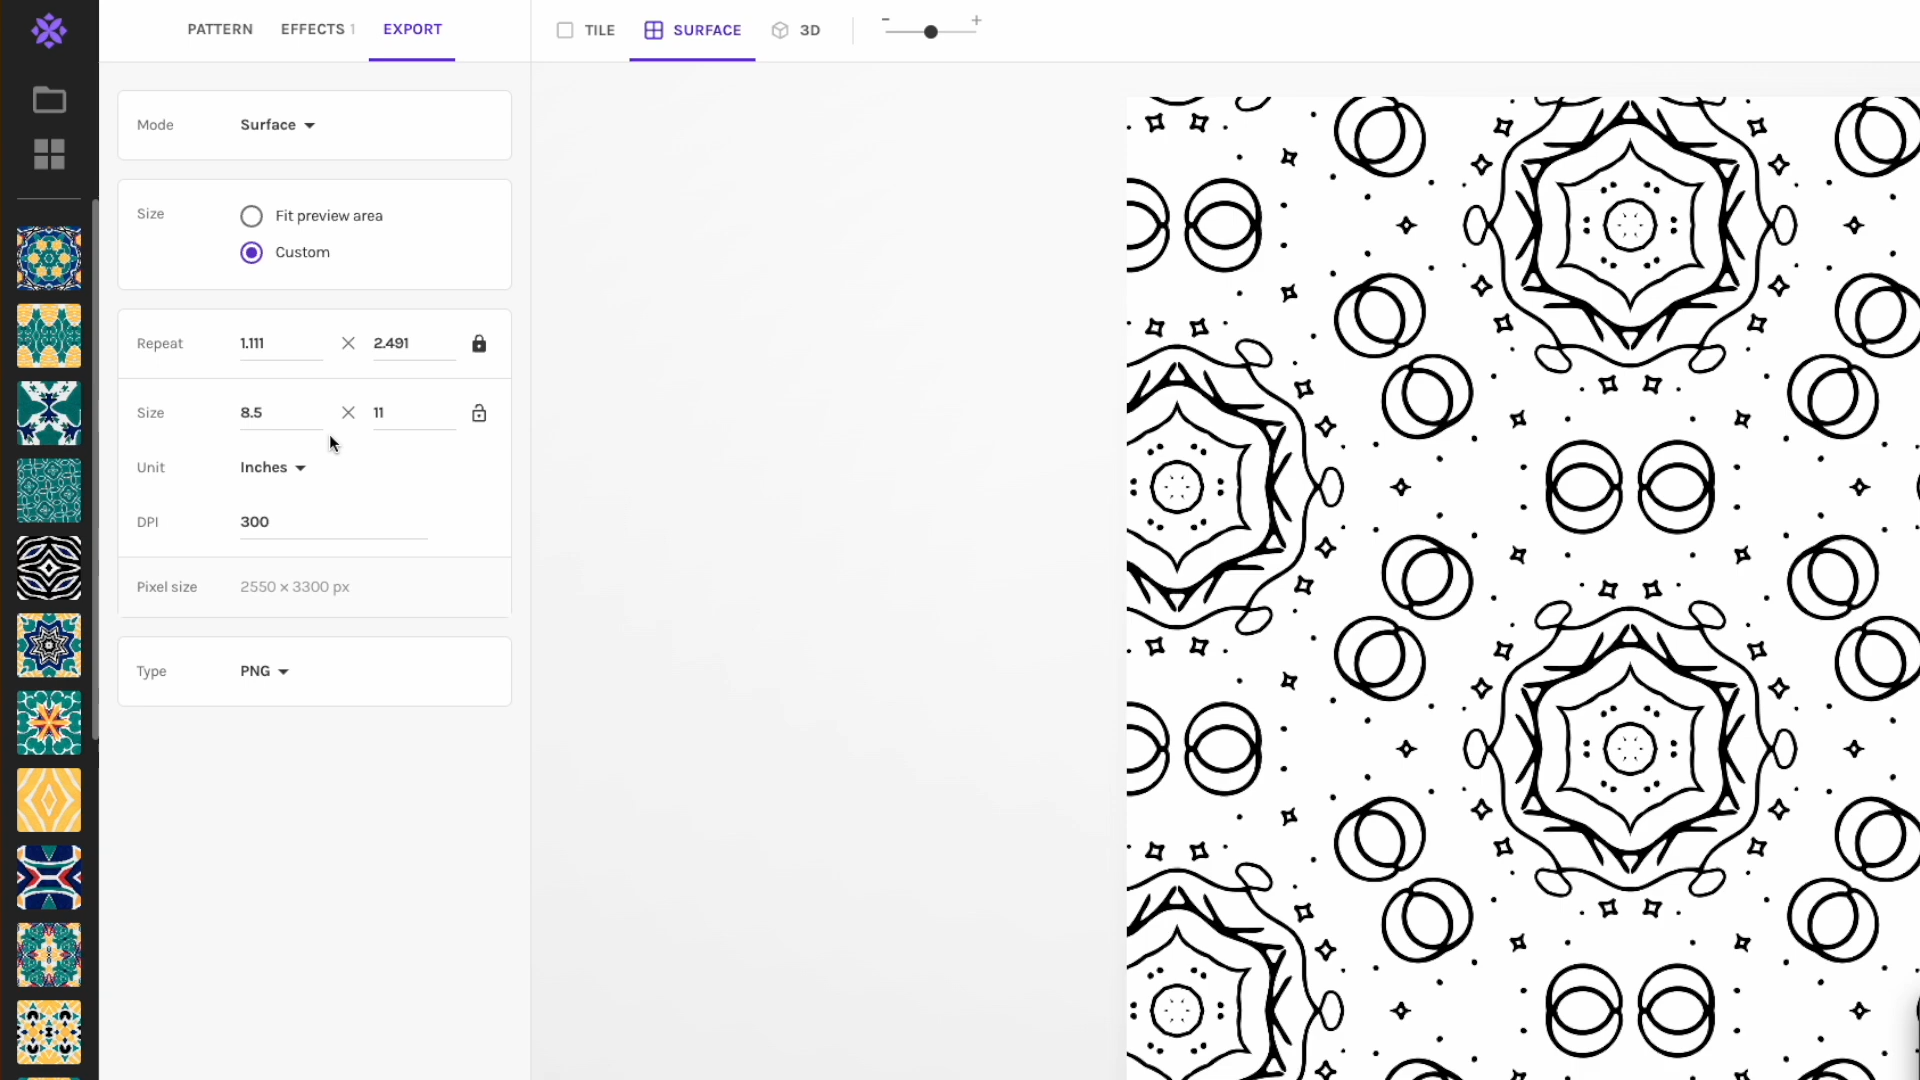 PATTERN EFFECTS 1 EXPORT
TILE SURFACE 3D - +
Mode Surface
Size Fit preview area
Custom
Repeat 1.111 × 2.491
Size 8.5 × 11
Unit Inches
DPI 300
Pixel size 2550 × 3300 px
Type PNG